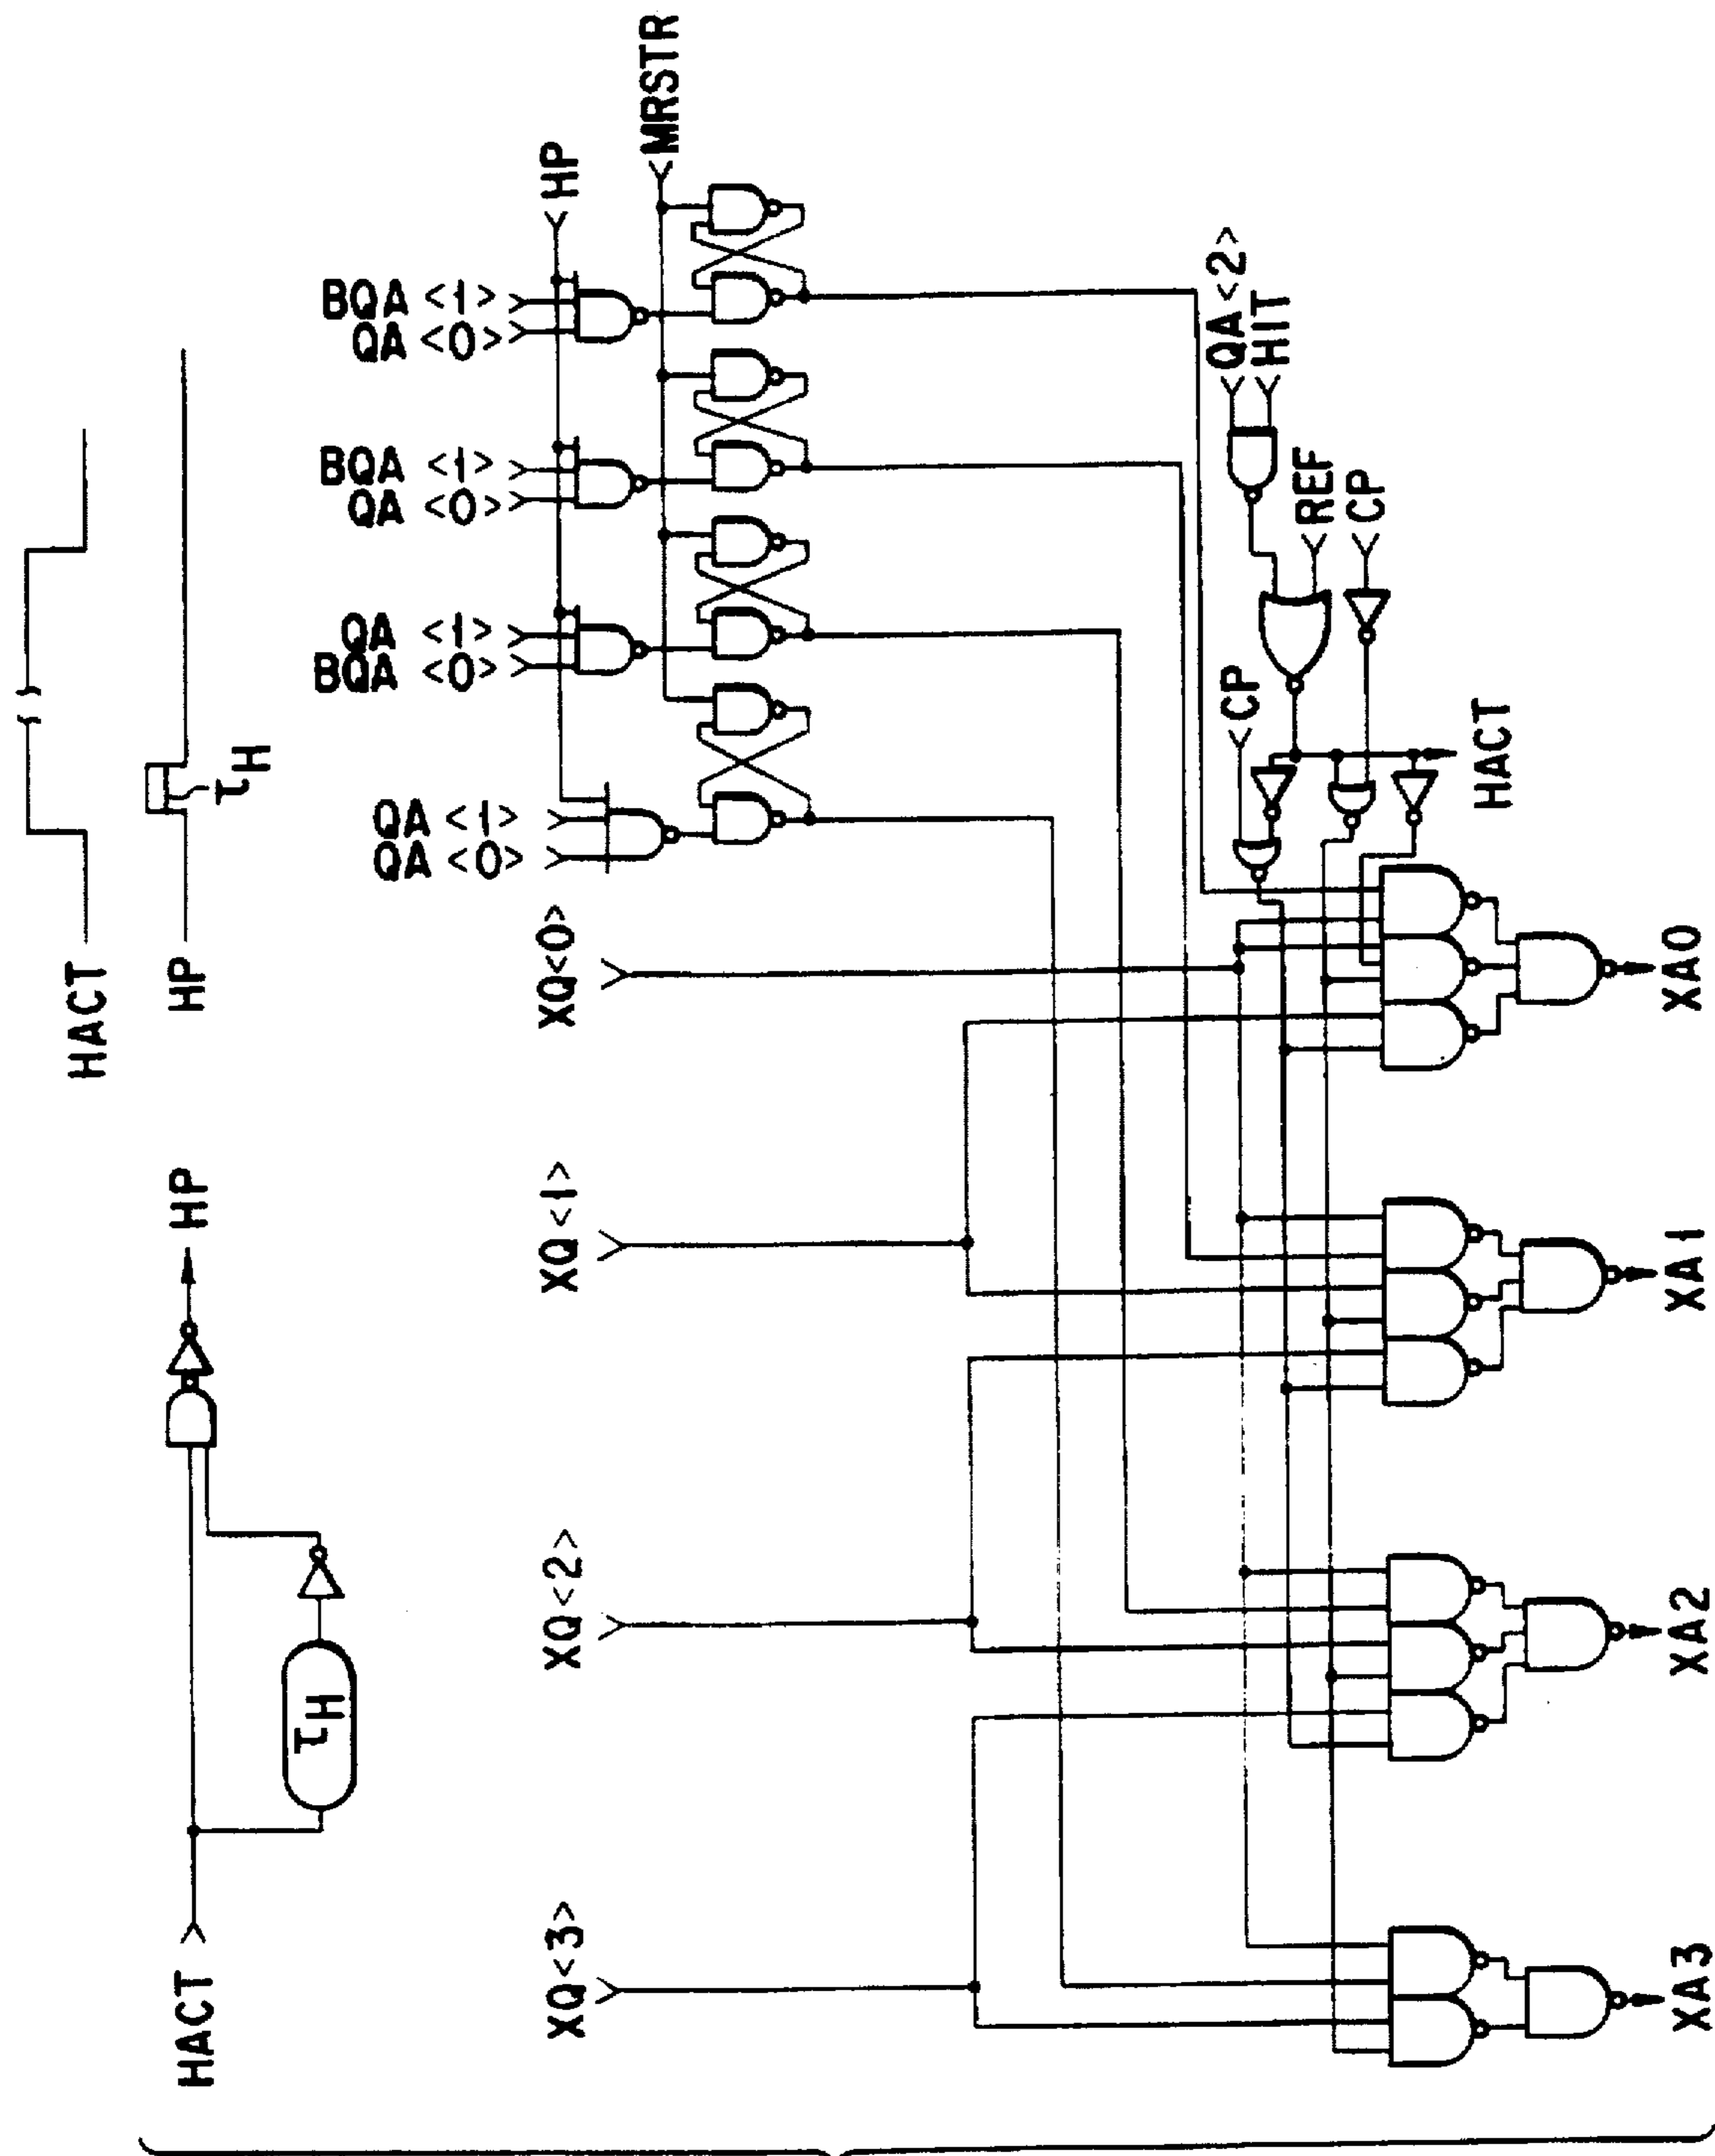 HACT
HP
τH
HACT
τH
HP
BQA <1>
QA <0>
BQA <1>
QA <0>
QA <1>
BQA <0>
QA <1>
QA <0>
HP
MRSTR
XQ<0>
XQ<1>
XQ<2>
XQ<3>
QA<2>
HIT
REF
CP
CP
HACT
XA0
XA1
XA2
XA3